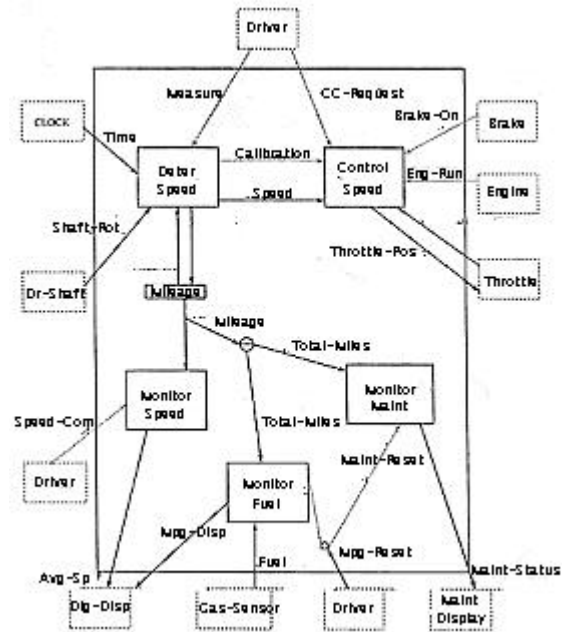 Driver
Measure
CC-Request
CLOCK
Time
Brake-On
Brake
Deter
Speed
Calibration
Speed
Control
Speed
Eng-Run
Engine
Shaft-Rot
Throttle-Pos
Dr-Shaft
Throttle
Mileage
Mileage
Total-Miles
Monitor
Speed
Monitor
Maint
Speed-Com
Total-Miles
Driver
Maint-Reset
Monitor
Fuel
Mpg-Disp
Fuel
Mpg-Reset
Avg-Sp
Maint-Status
Dig-Disp
Gas-Sensor
Driver
Maint
Display